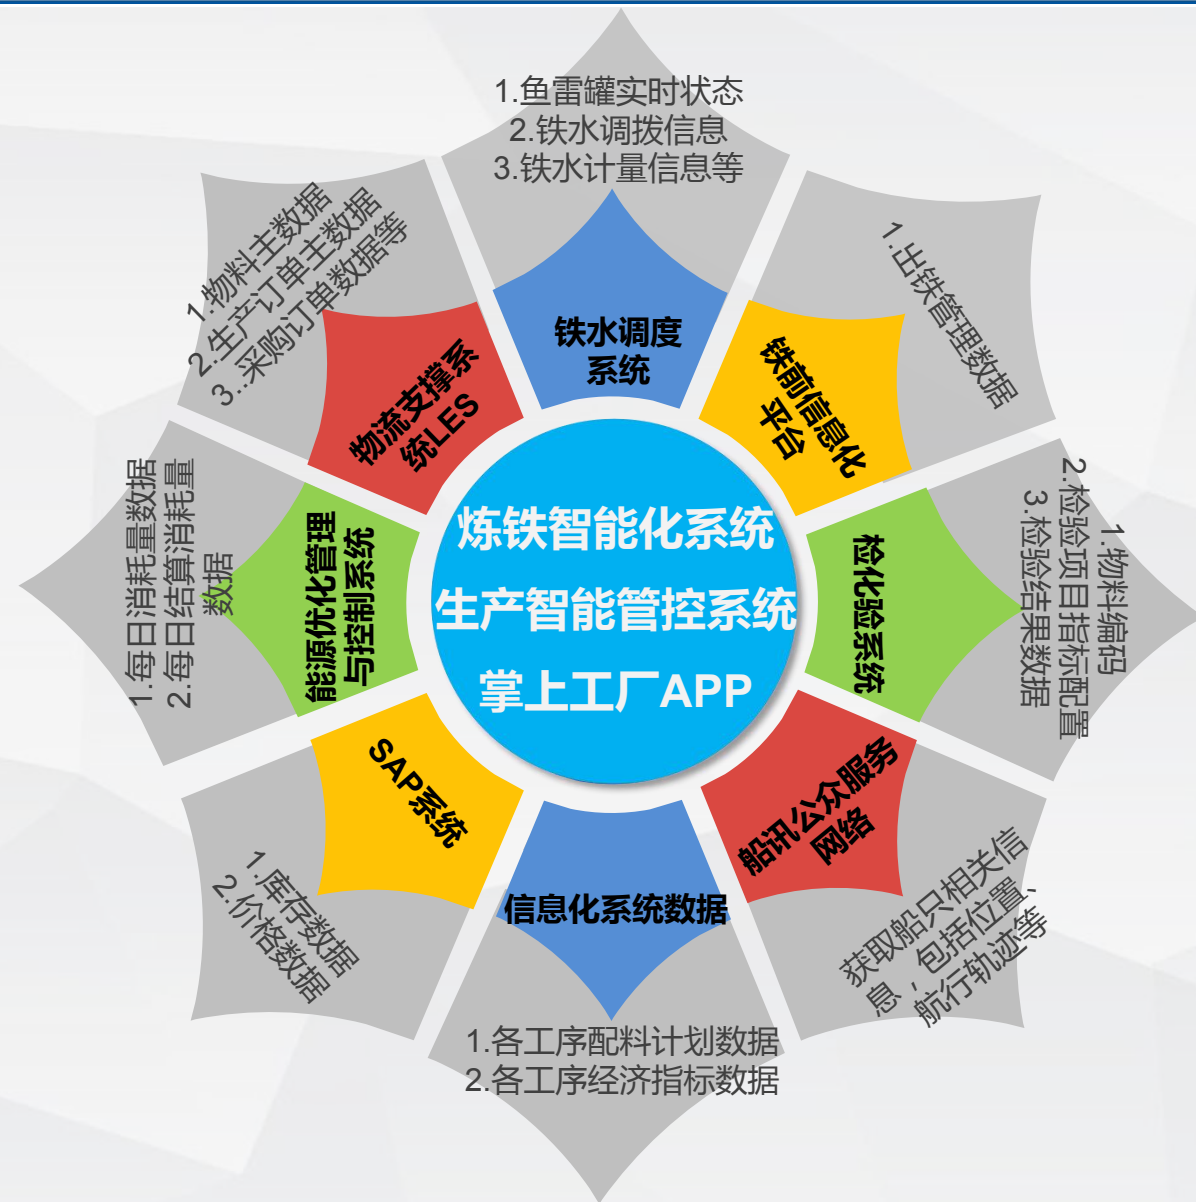 1.鱼雷罐实时状态
2.铁水调拨信息
3.铁水计量信息等
铁水调度
系统
1.出铁管理数据
铁前信息化
平台
1.物料编码
2.检验项目指标配置
3.检验结果数据
检化验系统
船讯公众服务
网络
获取船只相关信
息，包括位置、
航行轨迹等
信息化系统数据
1.各工序配料计划数据
2.各工序经济指标数据
SAP系统
1.库存数据
2.价格数据
能源优化管理
与控制系统
1.每日消耗量数据
2.每日结算消耗量
数据
物流支撑系
统LES
1.物料主数据
2.生产订单主数据
3..采购订单数据等
炼铁智能化系统
生产智能管控系统
掌上工厂APP